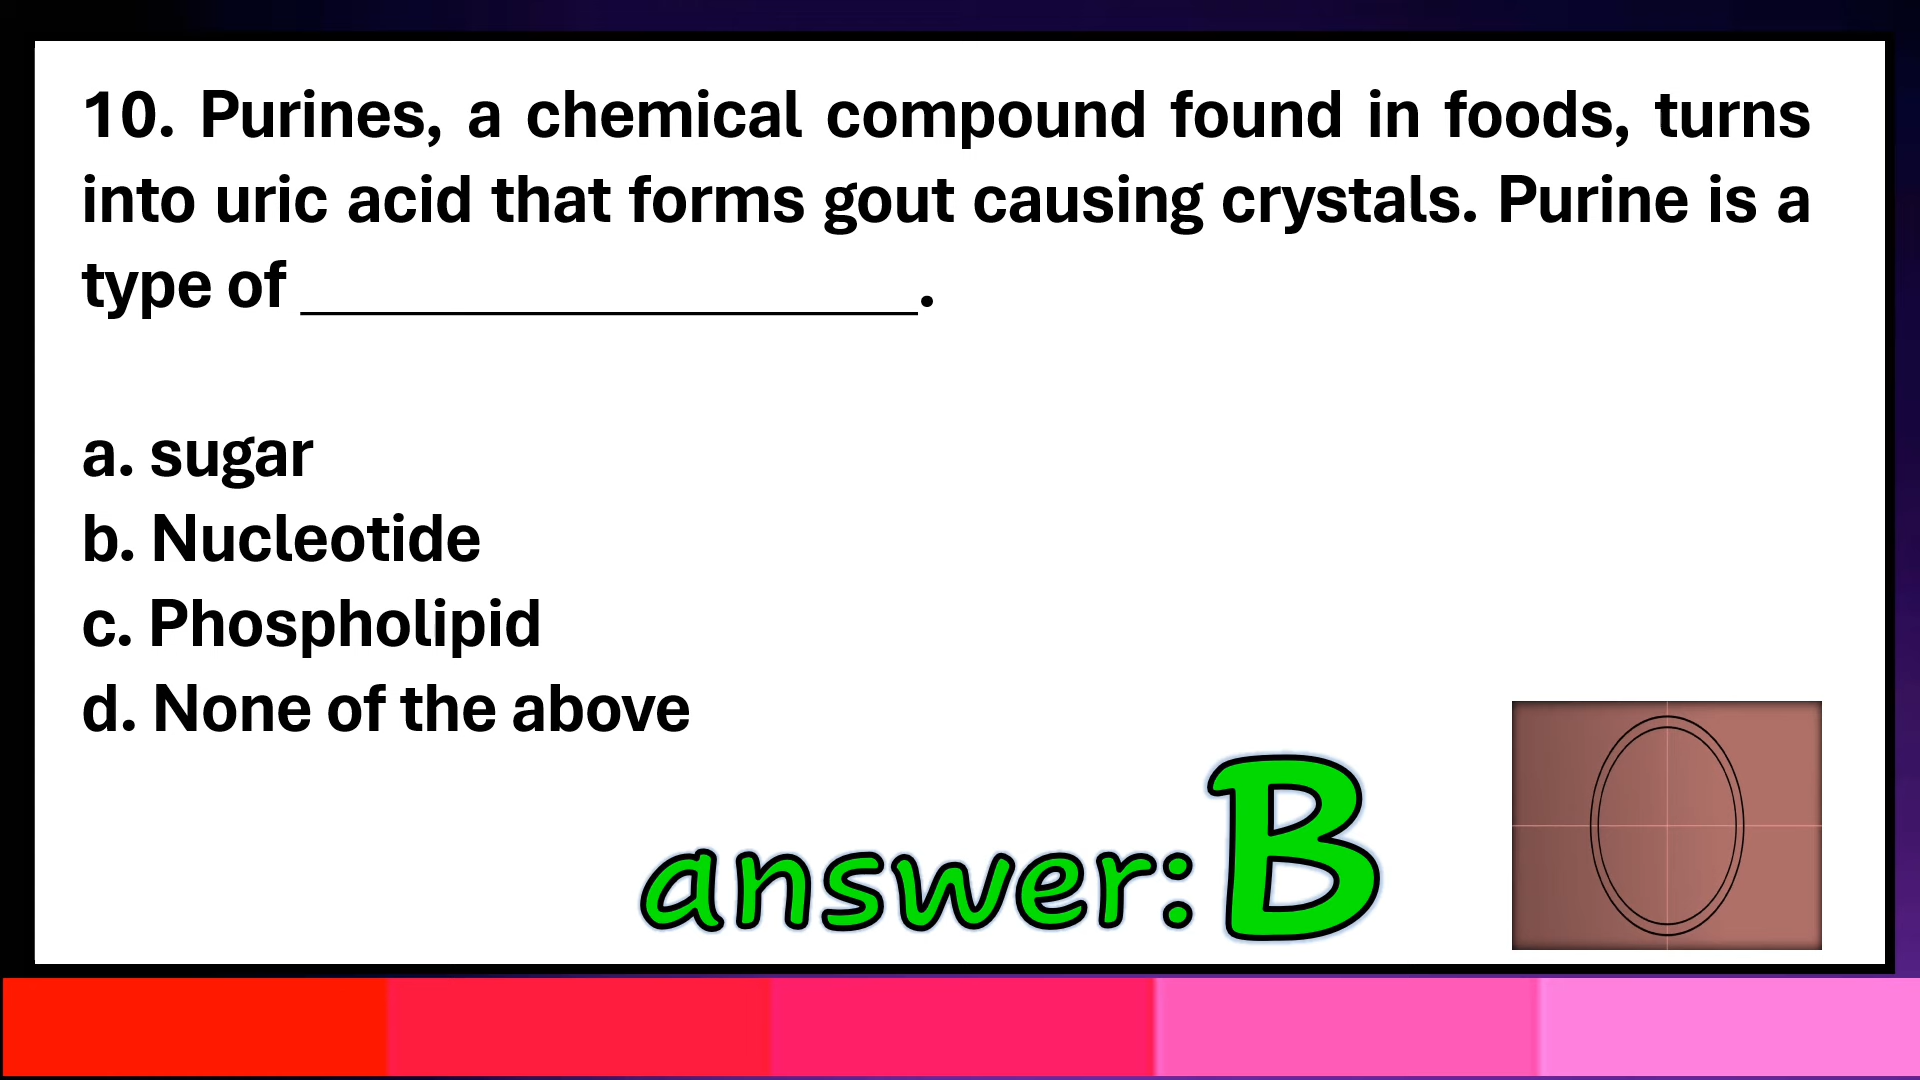 10. Purines, a chemical compound found in foods, turns
into uric acid that forms gout causing crystals. Purine is a
type of ____________________.
a. sugar
b. Nucleotide
c. Phospholipid
d. None of the above
answer: B